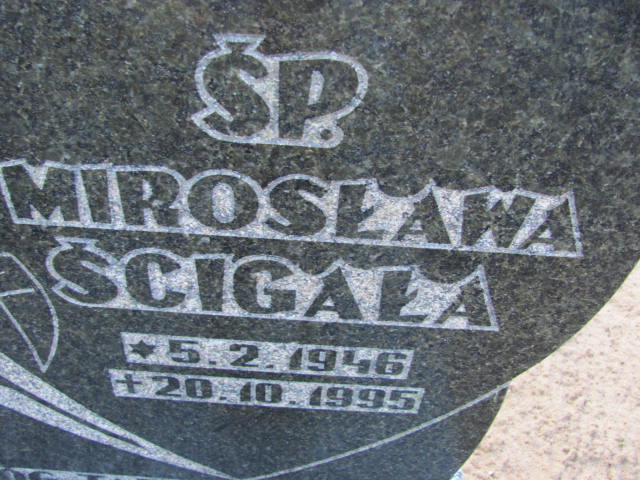 ŚP.
MIROSŁAWA
ŚCIGAŁA
★ 5.2.1946
✝ 20.10.1995